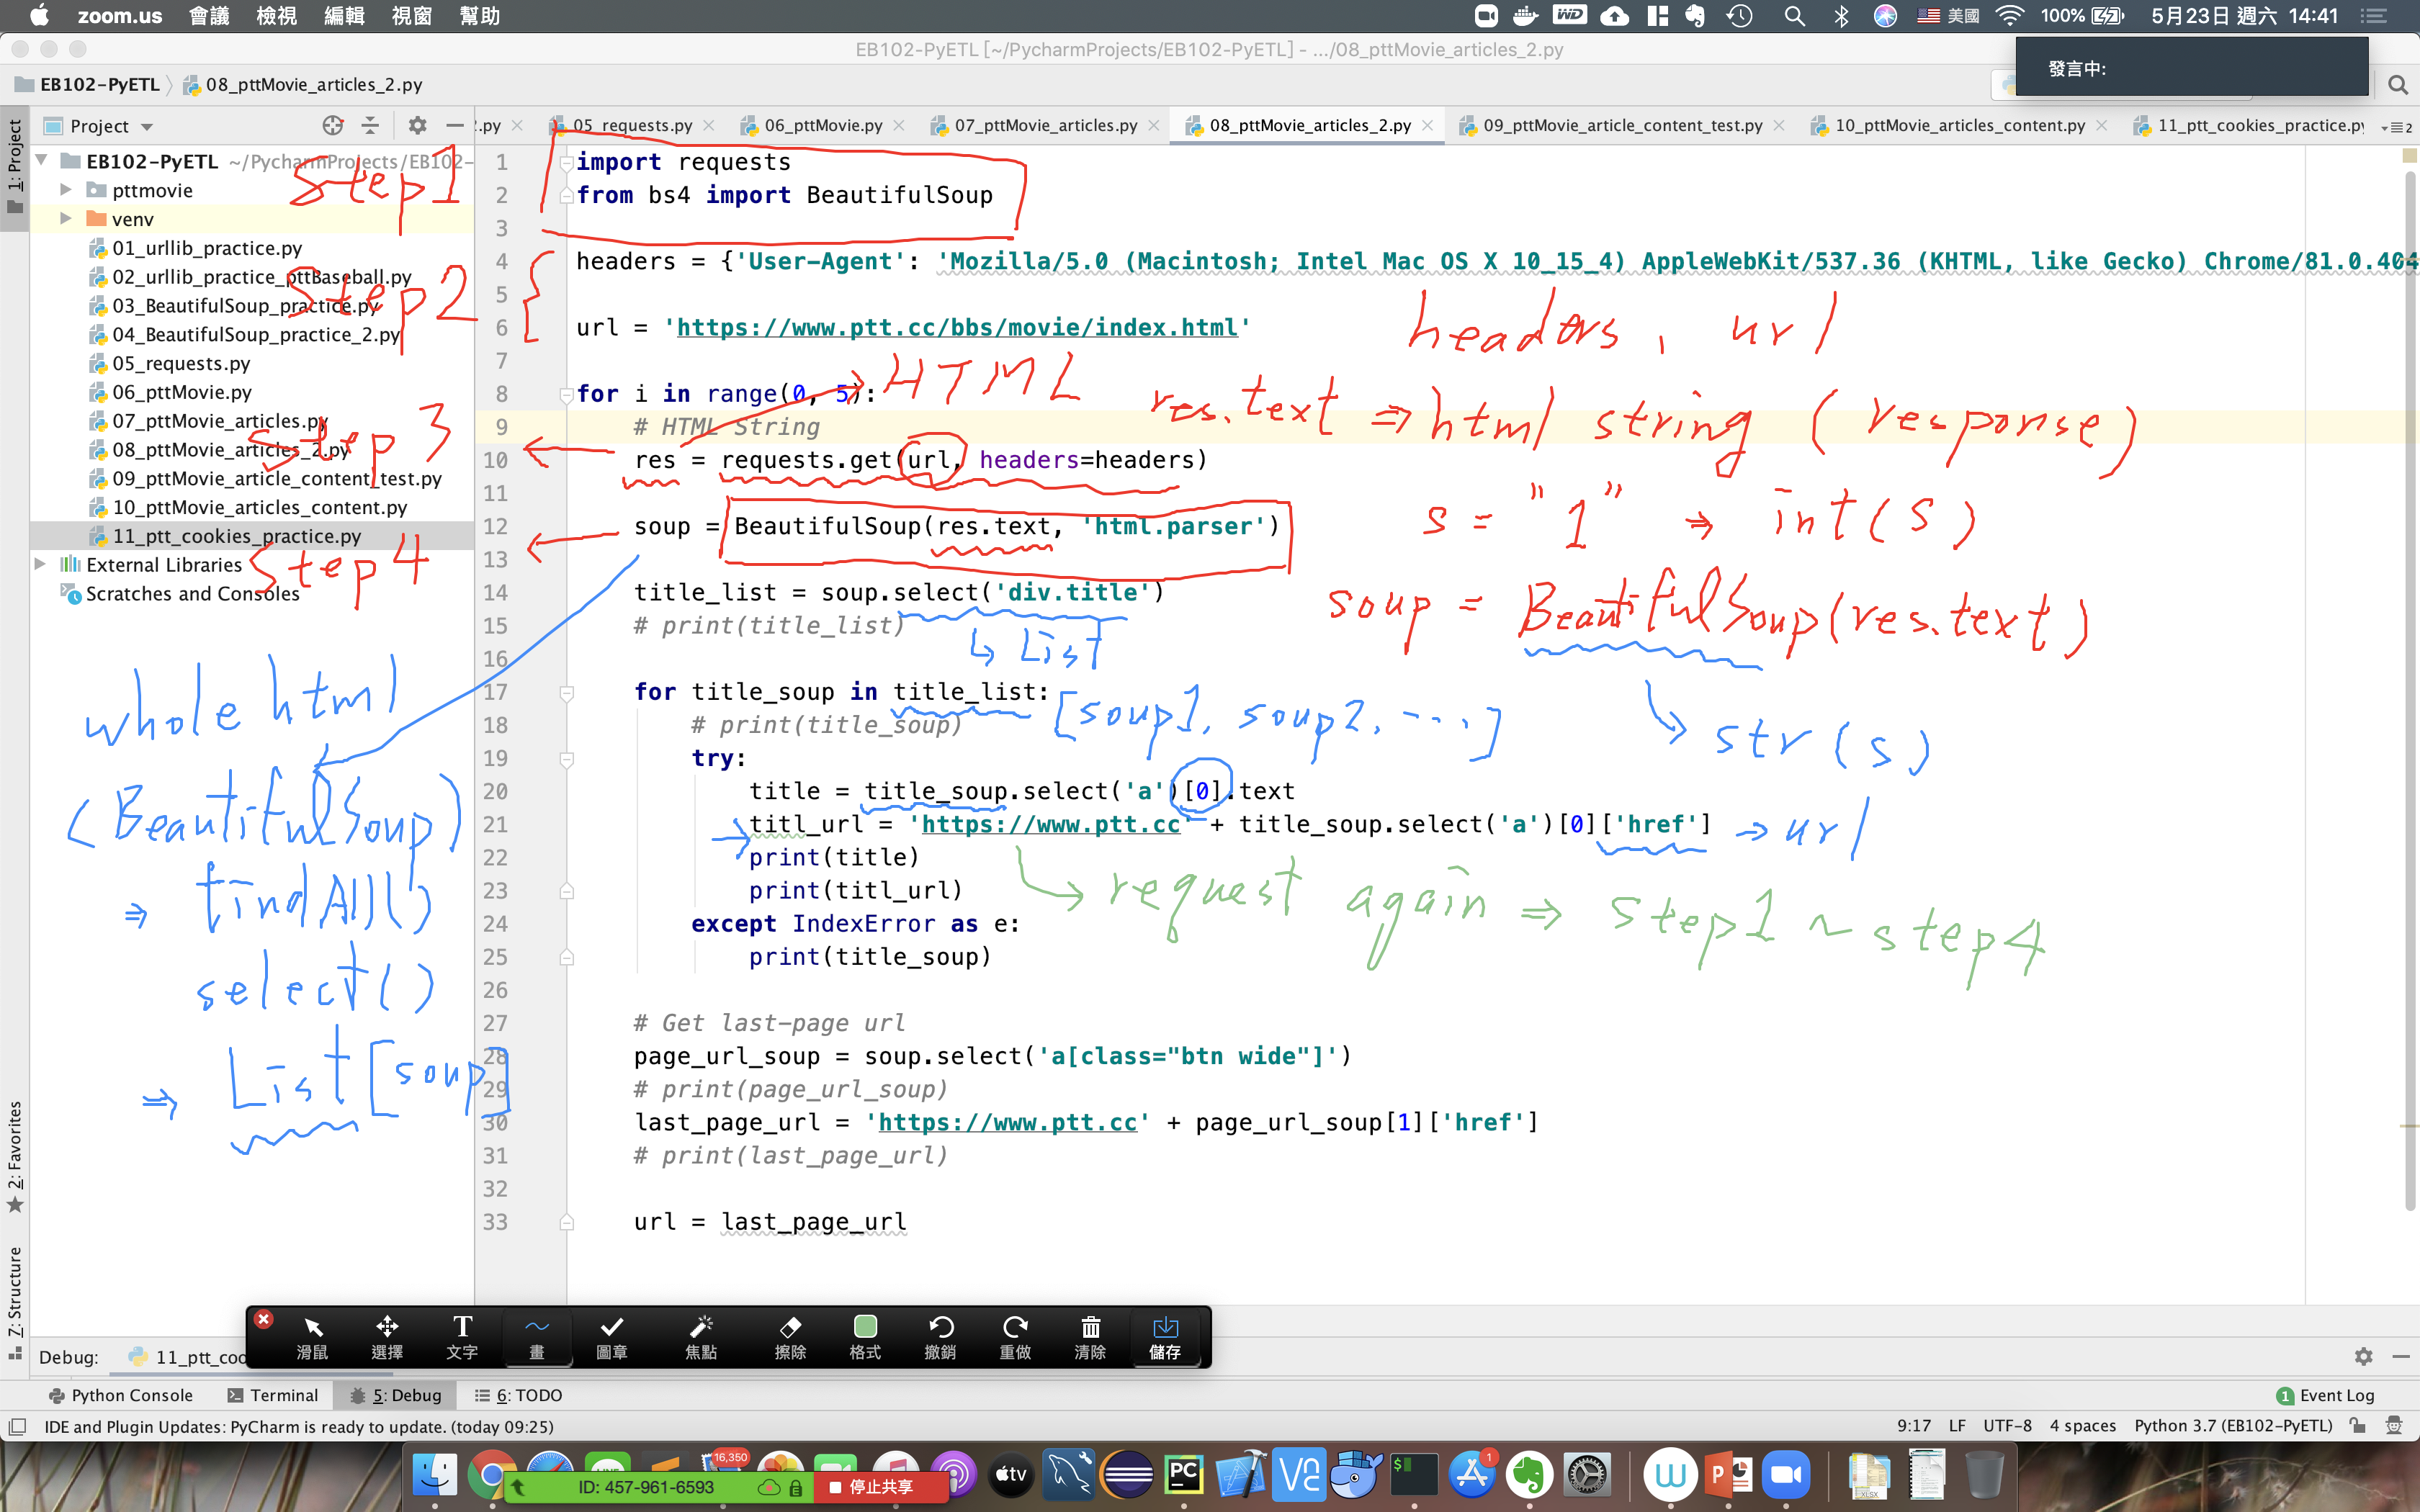 zoom.us 會議 檢視 編輯 視窗 幫助 美國 100% 5月23日 週六 14:41
EB102-PyETL [~/PycharmProjects/EB102-PyETL] - .../08_pttMovie_articles_2.py
發言中:
EB102-PyETL 08_pttMovie_articles_2.py
Project
.py 05_requests.py 06_pttMovie.py 07_pttMovie_articles.py 08_pttMovie_articles_2.py 09_pttMovie_article_content_test.py 10_pttMovie_articles_content.py 11_ptt_cookies_practice.py 2
1: Project
EB102-PyETL ~/PycharmProjects/EB102-
pttmovie
venv
01_urllib_practice.py
02_urllib_practice_pttBaseball.py
03_BeautifulSoup_practice.py
04_BeautifulSoup_practice_2.py
05_requests.py
06_pttMovie.py
07_pttMovie_articles.py
08_pttMovie_articles_2.py
09_pttMovie_article_content_test.py
10_pttMovie_articles_content.py
11_ptt_cookies_practice.py
External Libraries
Scratches and Consoles
step1
step2
step3
step4
whole html
(BeautifulSoup)
⇒ findAll()
select()
⇒ List[soup]
1 import requests
2 from bs4 import BeautifulSoup
3
4 headers = {'User-Agent': 'Mozilla/5.0 (Macintosh; Intel Mac OS X 10_15_4) AppleWebKit/537.36 (KHTML, like Gecko) Chrome/81.0.404
5
6 url = 'https://www.ptt.cc/bbs/movie/index.html'
headers, url
7
8 for i in range(0, 5):
HTML
9 # HTML String
res.text ⇒ html string (response)
10 res = requests.get(url, headers=headers)
11
s = "1" ⇒ int(s)
12 soup = BeautifulSoup(res.text, 'html.parser')
13
14 title_list = soup.select('div.title')
soup = BeautifulSoup(res.text)
15 # print(title_list)
↳ List
16
17 for title_soup in title_list:
[soup1, soup2, ...]
str(s)
18 # print(title_soup)
19 try:
20 title = title_soup.select('a')[0].text
21 titl_url = 'https://www.ptt.cc' + title_soup.select('a')[0]['href']
→ url
22 print(title)
23 print(titl_url)
request again ⇒ step1 ~ step4
24 except IndexError as e:
25 print(title_soup)
26
27 # Get last-page url
28 page_url_soup = soup.select('a[class="btn wide"]')
29 # print(page_url_soup)
30 last_page_url = 'https://www.ptt.cc' + page_url_soup[1]['href']
31 # print(last_page_url)
32
33 url = last_page_url
2: Favorites
7: Structure
滑鼠 選擇 文字 畫 圖章 焦點 擦除 格式 撤銷 重做 清除 儲存
Debug: 11_ptt_coo
Python Console Terminal 5: Debug 6: TODO 1 Event Log
IDE and Plugin Updates: PyCharm is ready to update. (today 09:25) 9:17 LF UTF-8 4 spaces Python 3.7 (EB102-PyETL)
16,350 tv PC 1
ID: 457-961-6593 停止共享